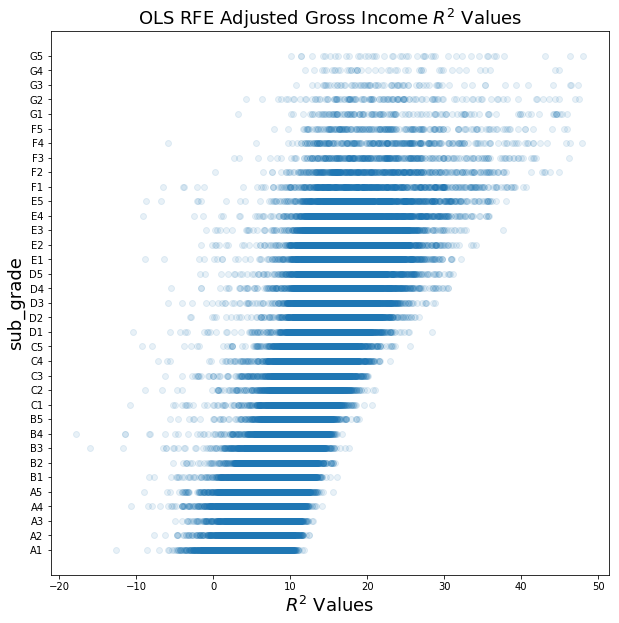 OLS RFE Adjusted Gross Income R² Values
G5
G4
G3
G2
G1
F5
F4
F3
F2
F1
E5
E4
E3
E2
E1
D5
D4
D3
D2
D1
C5
C4
C3
C2
C1
B5
B4
B3
B2
B1
A5
A4
A3
A2
A1
sub_grade
−20 −10 0 10 20 30 40 50
R² Values